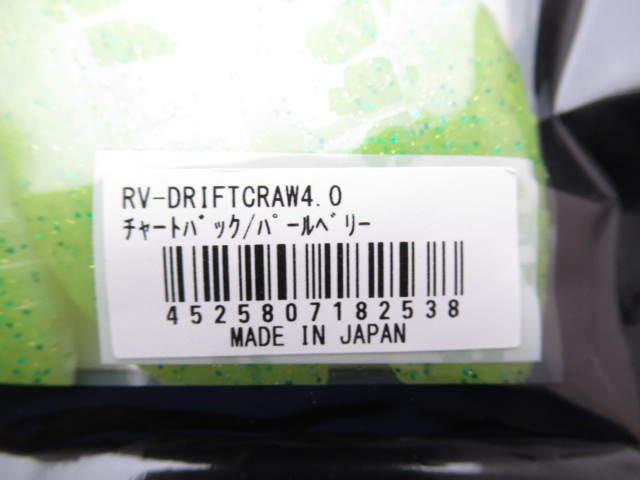 RV-DRIFTCRAW4.0
ﾁｬｰﾄﾊﾞｯｸ/ﾊﾟｰﾙﾍﾞﾘｰ
4525807182538
MADE IN JAPAN